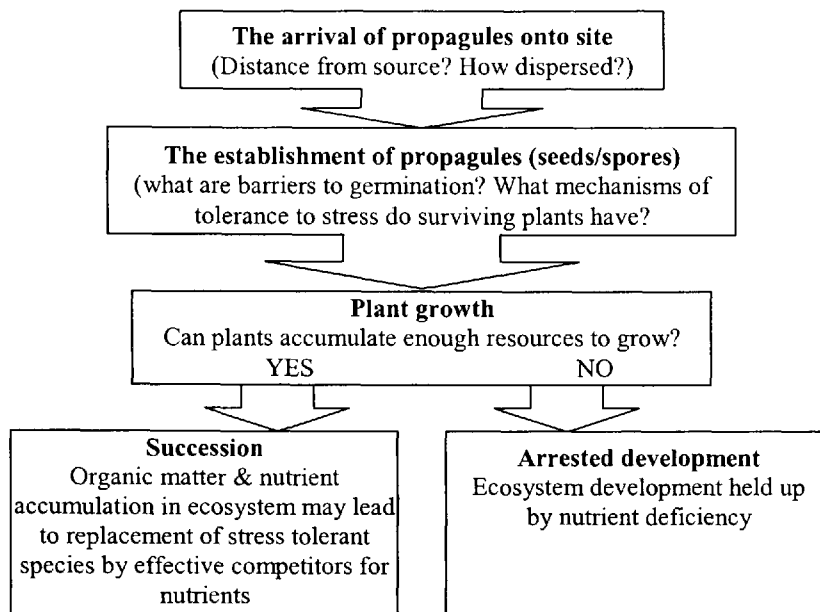 The arrival of propagules onto site
(Distance from source? How dispersed?)
The establishment of propagules (seeds/spores)
(what are barriers to germination? What mechanisms of
tolerance to stress do surviving plants have?
Plant growth
Can plants accumulate enough resources to grow?
YES NO
Succession
Organic matter & nutrient
accumulation in ecosystem may lead
to replacement of stress tolerant
species by effective competitors for
nutrients
Arrested development
Ecosystem development held up
by nutrient deficiency